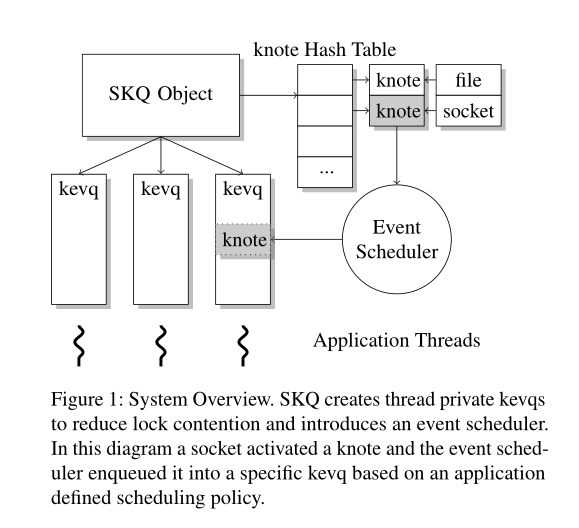 knote Hash Table
SKQ Object
knote
file
knote
socket
...
kevq
kevq
kevq
knote
Event
Scheduler
Application Threads
Figure 1: System Overview. SKQ creates thread private kevqs
to reduce lock contention and introduces an event scheduler.
In this diagram a socket activated a knote and the event sched-
uler enqueued it into a specific kevq based on an application
defined scheduling policy.